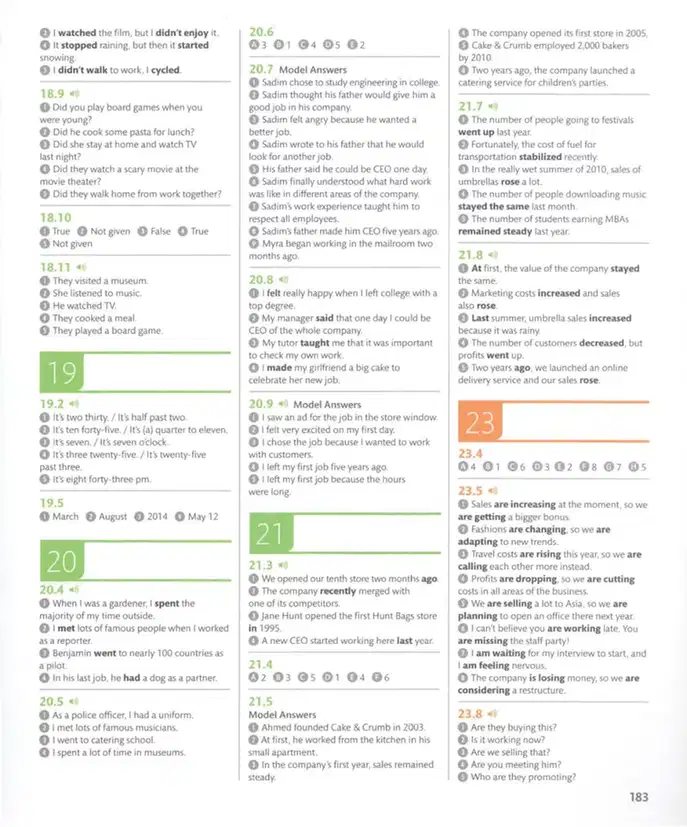 ❷ I watched the film, but I didn't enjoy it.
❸ It stopped raining, but then it started
snowing.
❹ I didn't walk to work, I cycled.
18.9
❶ Did you play board games when you
were young?
❷ Did he cook some pasta for lunch?
❸ Did she stay at home and watch TV
last night?
❹ Did they watch a scary movie at the
movie theater?
❺ Did they walk home from work together?
18.10
❶ True ❷ Not given ❸ False ❹ True
❺ Not given
18.11
❶ They visited a museum.
❷ She listened to music.
❸ He watched TV.
❹ They cooked a meal.
❺ They played a board game.
19
19.2
❶ It's two thirty. / It's half past two.
❷ It's ten forty-five. / It's (a) quarter to eleven.
❸ It's seven. / It's seven o'clock.
❹ It's three twenty-five. / It's twenty-five
past three.
❺ It's eight forty-three pm.
19.5
❶ March ❷ August ❸ 2014 ❹ May 12
20
20.4
❶ When I was a gardener, I spent the
majority of my time outside.
❷ I met lots of famous people when I worked
as a reporter.
❸ Benjamin went to nearly 100 countries as
a pilot.
❹ In his last job, he had a dog as a partner.
20.5
❶ As a police officer, I had a uniform.
❷ I met lots of famous musicians.
❸ I went to catering school.
❹ I spent a lot of time in museums.
20.6
Ⓐ 3 Ⓑ 1 Ⓒ 4 Ⓓ 5 Ⓔ 2
20.7 Model Answers
❶ Sadim chose to study engineering in college.
❷ Sadim thought his father would give him a
good job in his company.
❸ Sadim felt angry because he wanted a
better job.
❹ Sadim wrote to his father that he would
look for another job.
❺ His father said he could be CEO one day.
❻ Sadim finally understood what hard work
was like in different areas of the company.
❼ Sadim's work experience taught him to
respect all employees.
❽ Sadim's father made him CEO five years ago.
❾ Myra began working in the mailroom two
months ago.
20.8
❶ I felt really happy when I left college with a
top degree.
❷ My manager said that one day I could be
CEO of the whole company.
❸ My tutor taught me that it was important
to check my own work.
❹ I made my girlfriend a big cake to
celebrate her new job.
20.9 Model Answers
❶ I saw an ad for the job in the store window.
❷ I felt very excited on my first day.
❸ I chose the job because I wanted to work
with customers.
❹ I left my first job five years ago.
❺ I left my first job because the hours
were long.
21
21.3
❶ We opened our tenth store two months ago.
❷ The company recently merged with
one of its competitors.
❸ Jane Hunt opened the first Hunt Bags store
in 1995.
❹ A new CEO started working here last year.
21.4
Ⓐ 2 Ⓑ 3 Ⓒ 5 Ⓓ 1 Ⓔ 4 Ⓕ 6
21.5
Model Answers
❶ Ahmed founded Cake & Crumb in 2003.
❷ At first, he worked from the kitchen in his
small apartment.
❸ In the company's first year, sales remained
steady.
❹ The company opened its first store in 2005.
❺ Cake & Crumb employed 2,000 bakers
by 2010.
❻ Two years ago, the company launched a
catering service for children's parties.
21.7
❶ The number of people going to festivals
went up last year.
❷ Fortunately, the cost of fuel for
transportation stabilized recently.
❸ In the really wet summer of 2010, sales of
umbrellas rose a lot.
❹ The number of people downloading music
stayed the same last month.
❺ The number of students earning MBAs
remained steady last year.
21.8
❶ At first, the value of the company stayed
the same.
❷ Marketing costs increased and sales
also rose.
❸ Last summer, umbrella sales increased
because it was rainy.
❹ The number of customers decreased, but
profits went up.
❺ Two years ago, we launched an online
delivery service and our sales rose.
23
23.4
Ⓐ 4 Ⓑ 1 Ⓒ 6 Ⓓ 3 Ⓔ 2 Ⓕ 8 Ⓖ 7 Ⓗ 5
23.5
❶ Sales are increasing at the moment, so we
are getting a bigger bonus.
❷ Fashions are changing, so we are
adapting to new trends.
❸ Travel costs are rising this year, so we are
calling each other more instead.
❹ Profits are dropping, so we are cutting
costs in all areas of the business.
❺ We are selling a lot to Asia, so we are
planning to open an office there next year.
❻ I can't believe you are working late. You
are missing the staff party!
❼ I am waiting for my interview to start, and
I am feeling nervous.
❽ The company is losing money, so we are
considering a restructure.
23.8
❶ Are they buying this?
❷ Is it working now?
❸ Are we selling that?
❹ Are you meeting him?
❺ Who are they promoting?
183